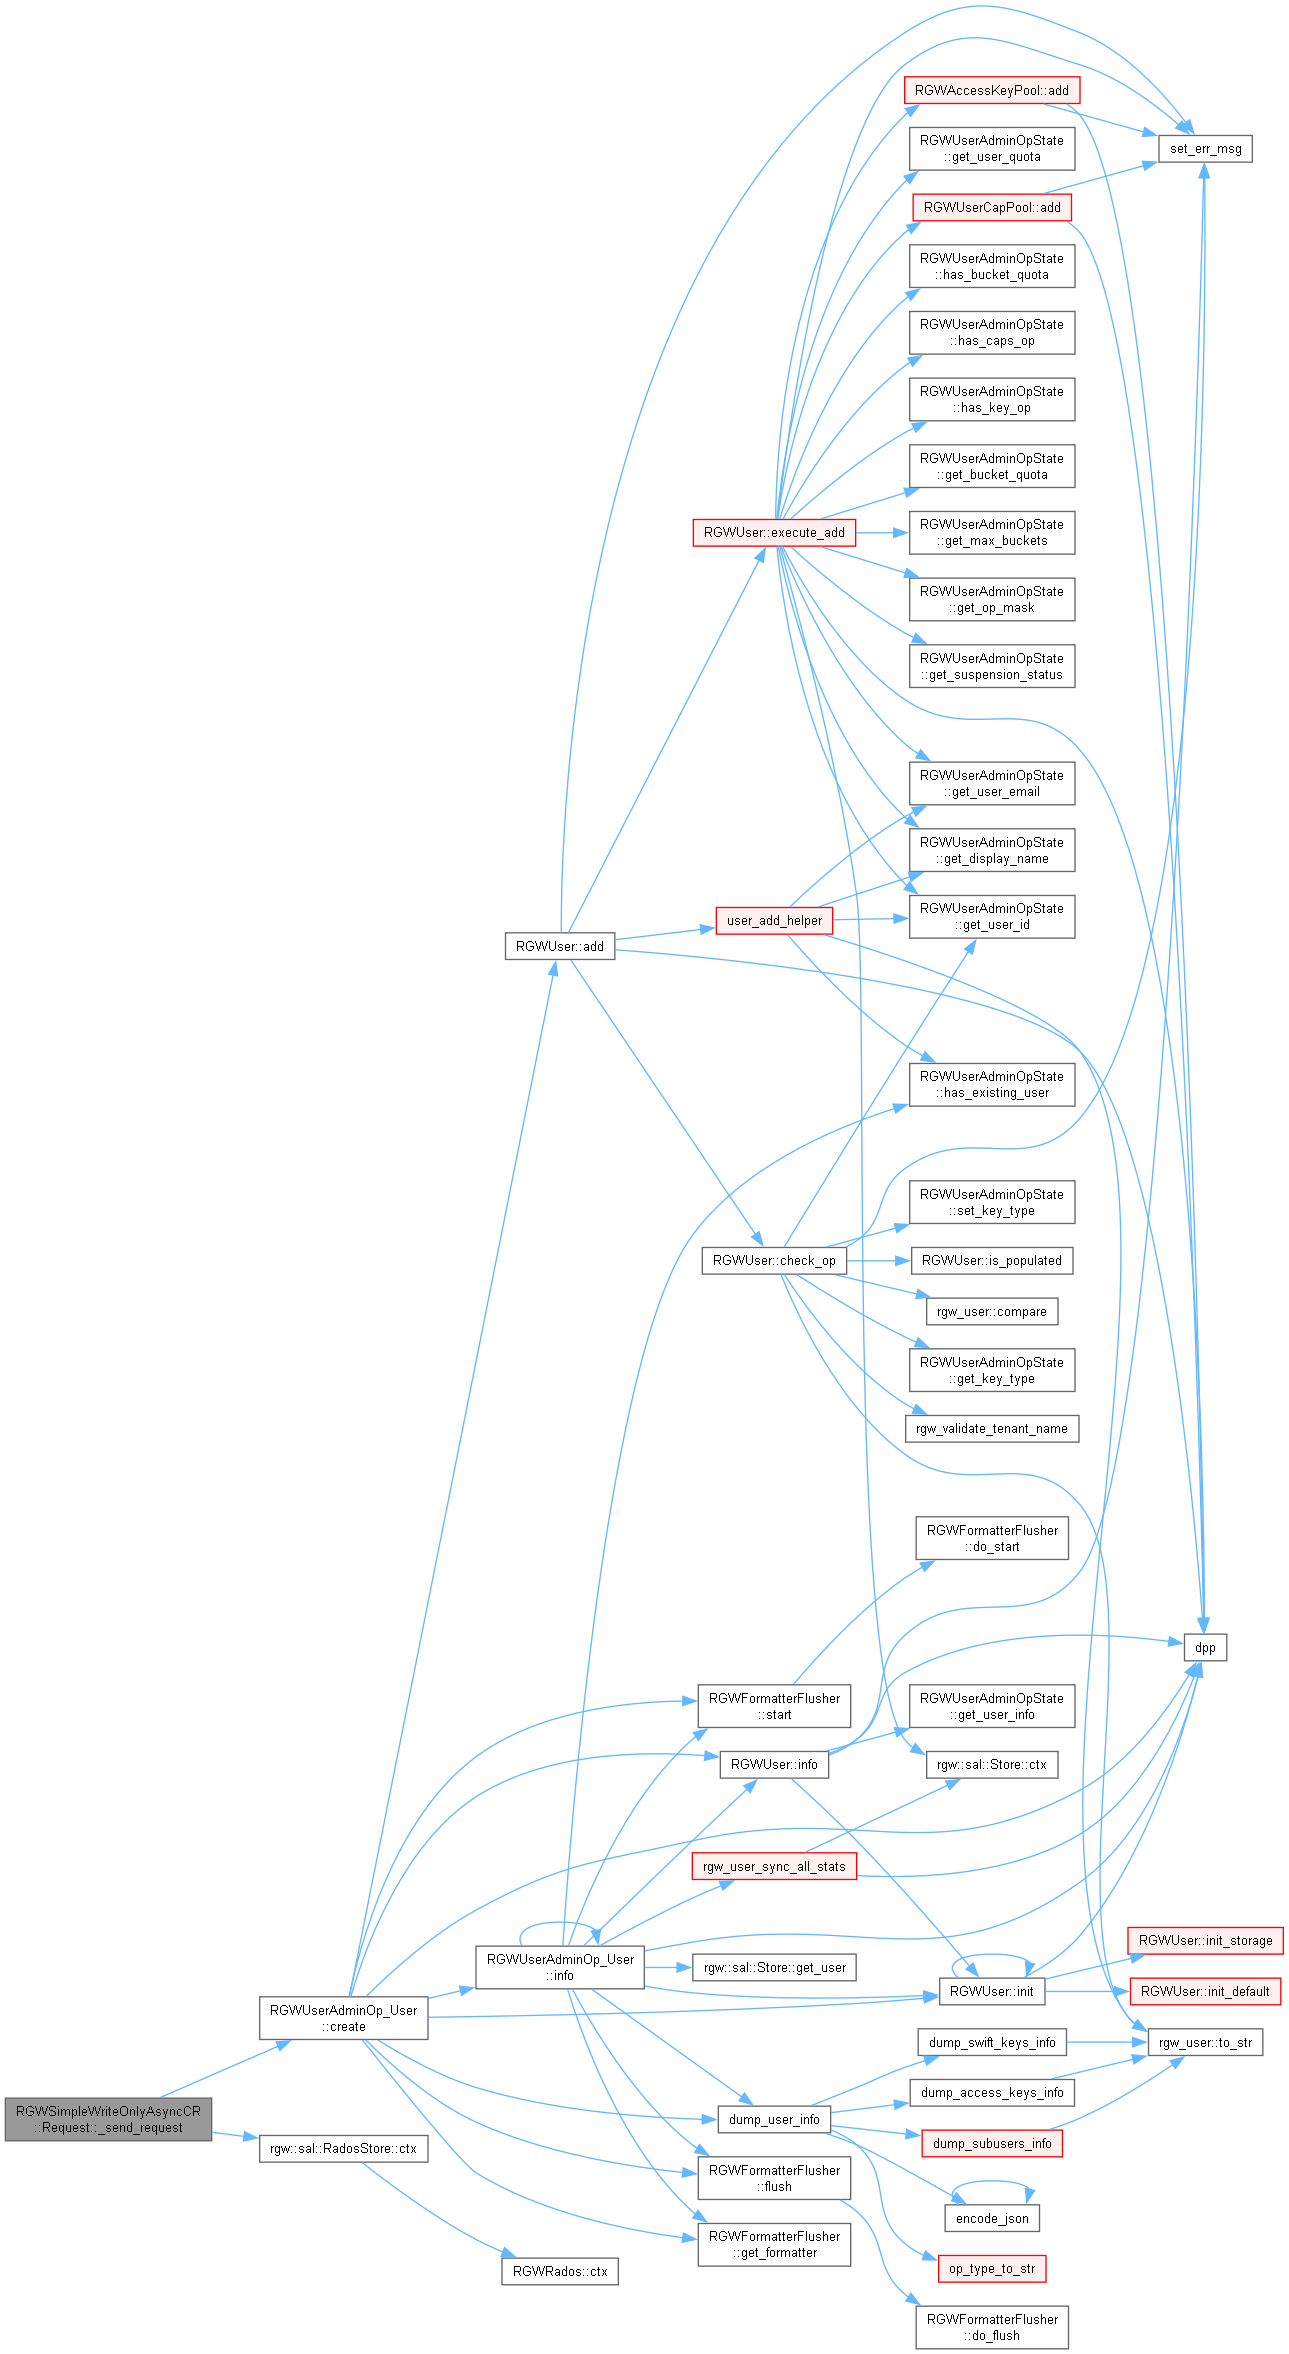 RGWAccessKeyPool::add
RGWUserAdminOpState
::get_user_quota
set_err_msg
RGWUserCapPool::add
RGWUserAdminOpState
::has_bucket_quota
RGWUserAdminOpState
::has_caps_op
RGWUserAdminOpState
::has_key_op
RGWUserAdminOpState
::get_bucket_quota
RGWUser::execute_add
RGWUserAdminOpState
::get_max_buckets
RGWUserAdminOpState
::get_op_mask
RGWUserAdminOpState
::get_suspension_status
RGWUserAdminOpState
::get_user_email
RGWUserAdminOpState
::get_display_name
user_add_helper
RGWUserAdminOpState
::get_user_id
RGWUser::add
RGWUserAdminOpState
::has_existing_user
RGWUserAdminOpState
::set_key_type
RGWUser::check_op
RGWUser::is_populated
rgw_user::compare
RGWUserAdminOpState
::get_key_type
rgw_validate_tenant_name
RGWFormatterFlusher
::do_start
dpp
RGWFormatterFlusher
::start
RGWUserAdminOpState
::get_user_info
RGWUser::info
rgw::sal::Store::ctx
rgw_user_sync_all_stats
RGWUser::init_storage
RGWUserAdminOp_User
::info
rgw::sal::Store::get_user
RGWUser::init
RGWUser::init_default
RGWUserAdminOp_User
::create
dump_swift_keys_info
rgw_user::to_str
dump_access_keys_info
RGWSimpleWriteOnlyAsyncCR
::Request::_send_request
dump_user_info
dump_subusers_info
rgw::sal::RadosStore::ctx
RGWFormatterFlusher
::flush
encode_json
RGWFormatterFlusher
::get_formatter
op_type_to_str
RGWRados::ctx
RGWFormatterFlusher
::do_flush